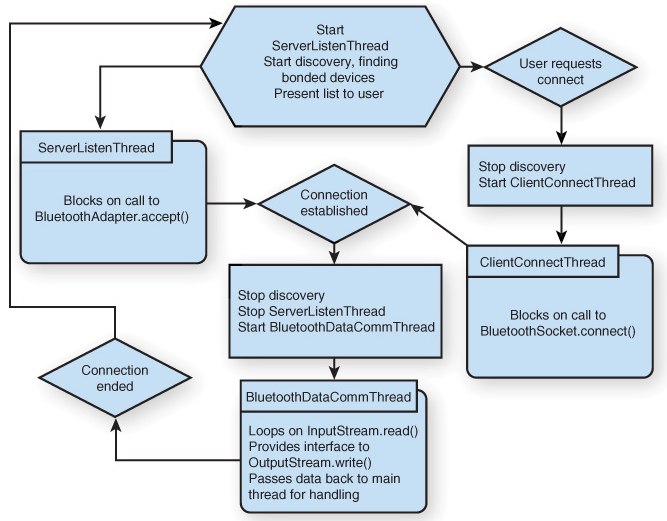 Start
ServerListenThread
Start discovery, finding
bonded devices
Present list to user
User requests
connect
ServerListenThread
Blocks on call to
BluetoothAdapter.accept()
Connection
established
Stop discovery
Start ClientConnectThread
ClientConnectThread
Blocks on call to
BluetoothSocket.connect()
Stop discovery
Stop ServerListenThread
Start BluetoothDataCommThread
Connection
ended
BluetoothDataCommThread
Loops on InputStream.read()
Provides interface to
OutputStream.write()
Passes data back to main
thread for handling